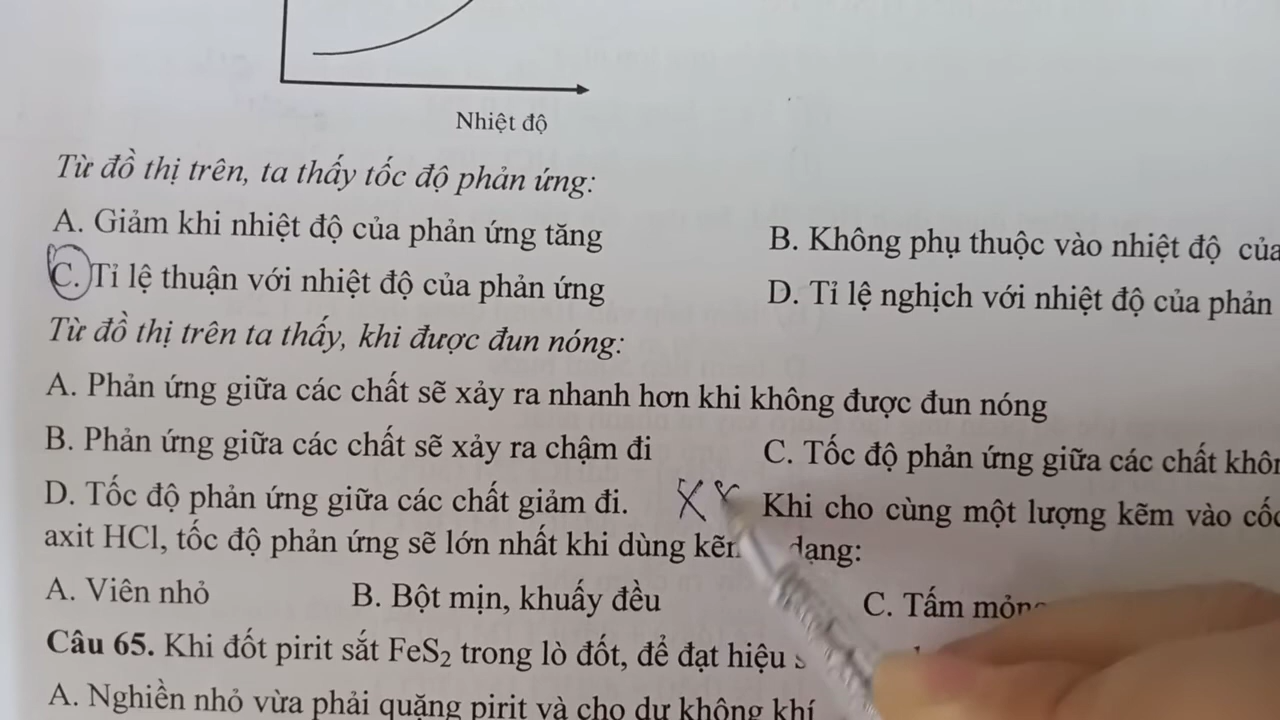 Nhiệt độ
Từ đồ thị trên, ta thấy tốc độ phản ứng:
A. Giảm khi nhiệt độ của phản ứng tăng B. Không phụ thuộc vào nhiệt độ của
C. Tỉ lệ thuận với nhiệt độ của phản ứng D. Tỉ lệ nghịch với nhiệt độ của phản
Từ đồ thị trên ta thấy, khi được đun nóng:
A. Phản ứng giữa các chất sẽ xảy ra nhanh hơn khi không được đun nóng
B. Phản ứng giữa các chất sẽ xảy ra chậm đi C. Tốc độ phản ứng giữa các chất
D. Tốc độ phản ứng giữa các chất giảm đi. Khi cho cùng một lượng kẽm vào
axit HCl, tốc độ phản ứng sẽ lớn nhất khi dùng dạng:
A. Viên nhỏ B. Bột mịn, khuấy đều C. Tấm
Câu 65. Khi đốt pirit sắt FeS₂ trong lò đốt, để đạt hiệu
A. Nghiền nhỏ vừa phải quặng pirit và cho dư không khí